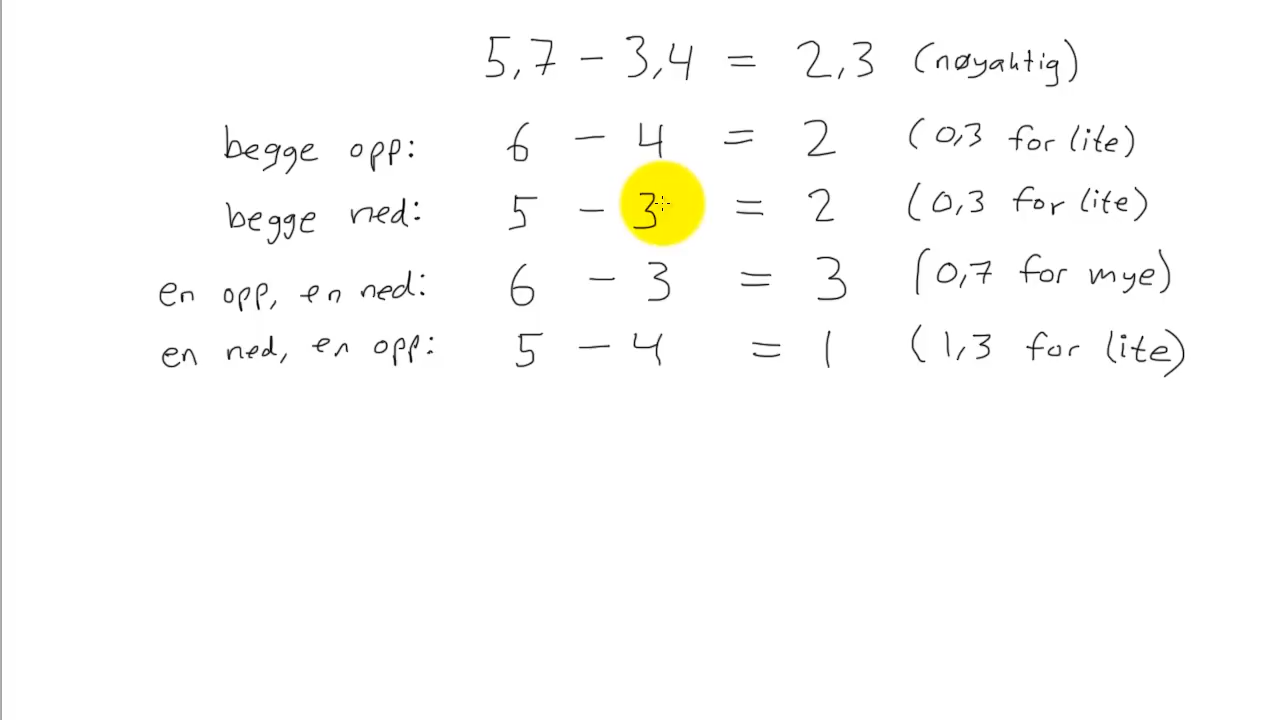 5,7 - 3,4 = 2,3 (nøyaktig)
begge opp: 6 - 4 = 2 (0,3 for lite)
begge ned: 5 - 3 = 2 (0,3 for lite)
en opp, en ned: 6 - 3 = 3 (0,7 for mye)
en ned, en opp: 5 - 4 = 1 (1,3 for lite)